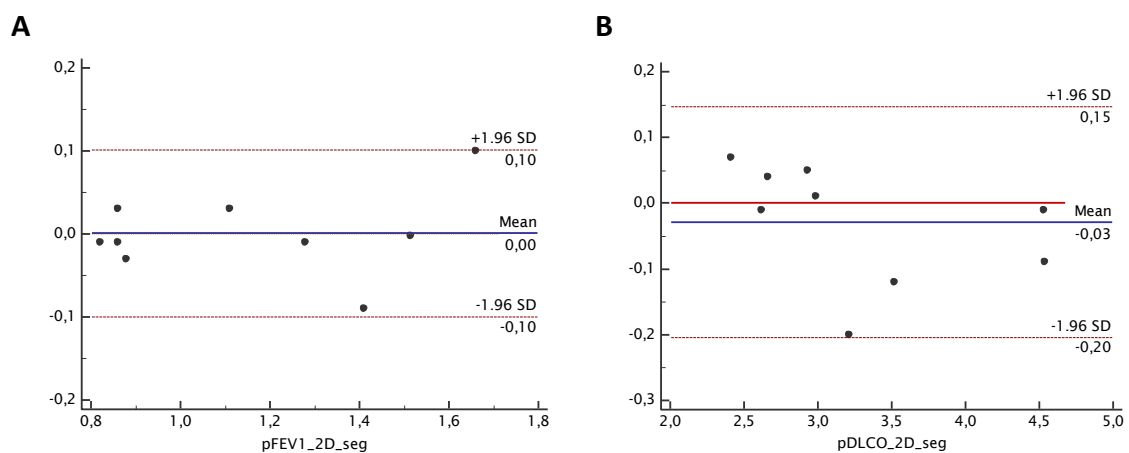 A
0,2
0,1
0,0
-0,1
-0,2
+1.96 SD
0,10
Mean
0,00
-1.96 SD
-0,10
0,8 1,0 1,2 1,4 1,6 1,8
pFEV1_2D_seg
B
0,2
0,1
0,0
-0,1
-0,2
-0,3
+1.96 SD
0,15
Mean
-0,03
-1.96 SD
-0,20
2,0 2,5 3,0 3,5 4,0 4,5 5,0
pDLCO_2D_seg